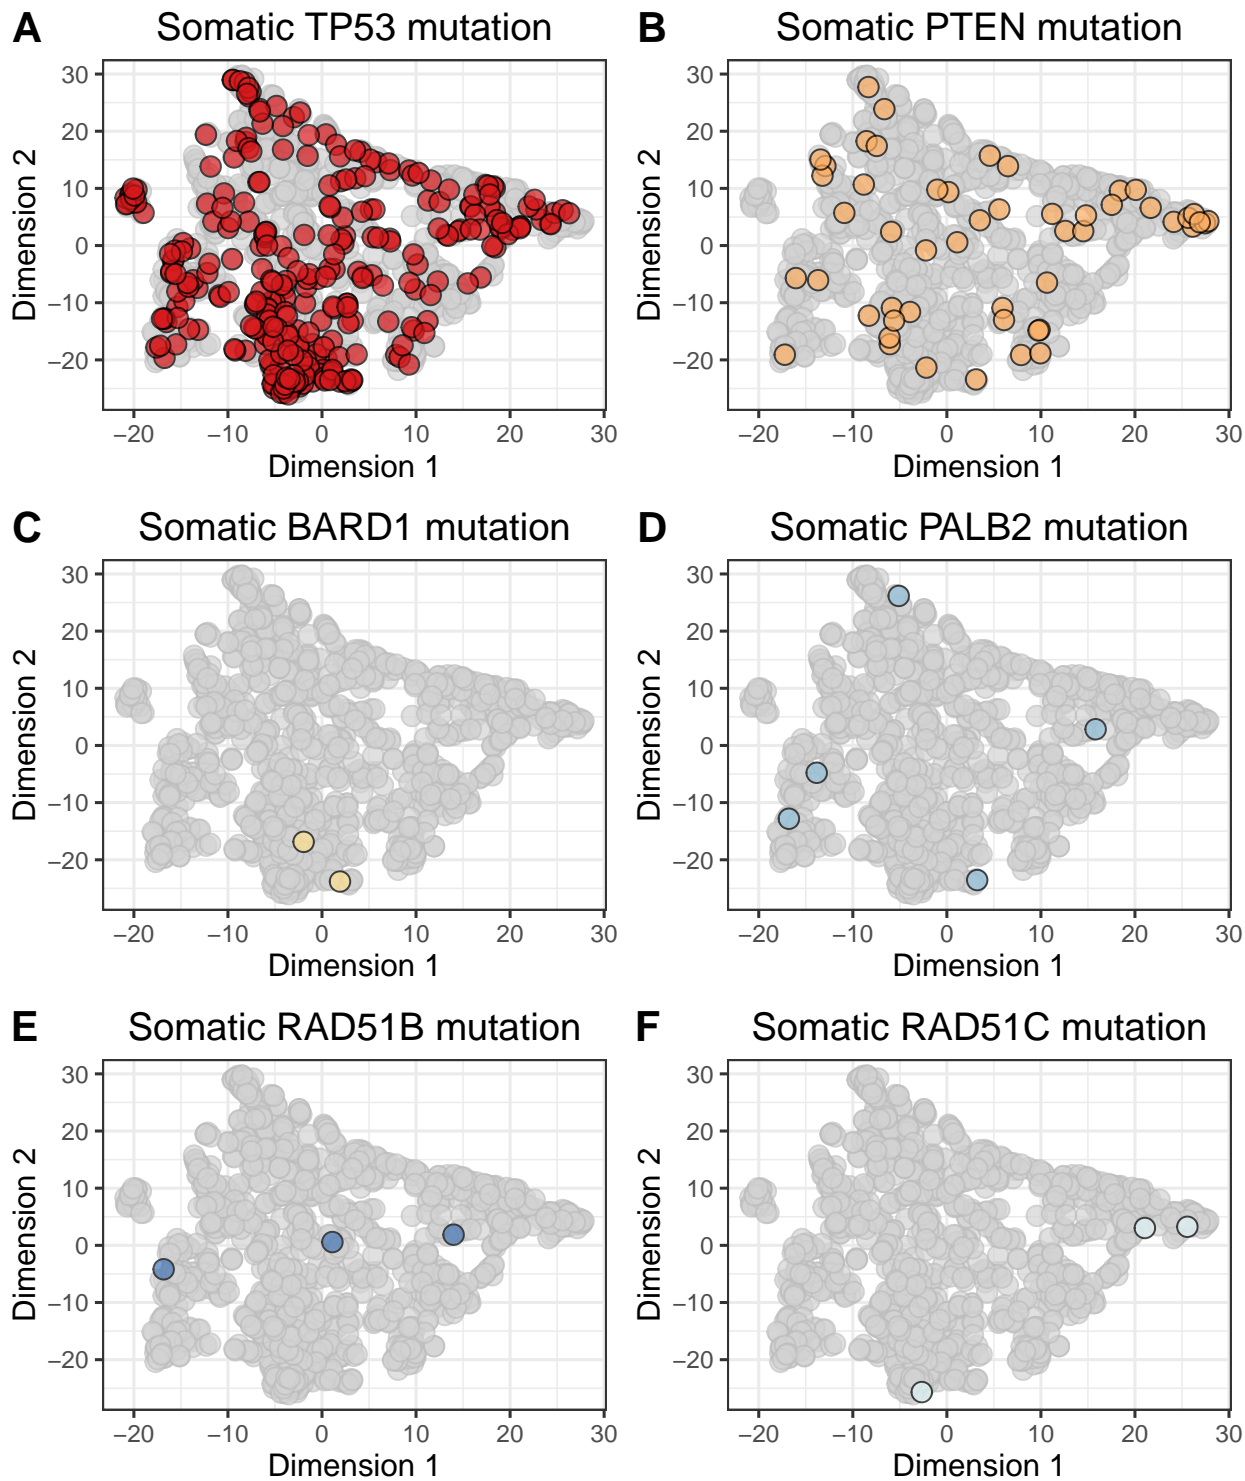 A Somatic TP53 mutation
30
20
10
0
−10
−20
Dimension 2
−20 −10 0 10 20 30
Dimension 1
B Somatic PTEN mutation
30
20
10
0
−10
−20
Dimension 2
−20 −10 0 10 20 30
Dimension 1
C Somatic BARD1 mutation
30
20
10
0
−10
−20
Dimension 2
−20 −10 0 10 20 30
Dimension 1
D Somatic PALB2 mutation
30
20
10
0
−10
−20
Dimension 2
−20 −10 0 10 20 30
Dimension 1
E Somatic RAD51B mutation
30
20
10
0
−10
−20
Dimension 2
−20 −10 0 10 20 30
Dimension 1
F Somatic RAD51C mutation
30
20
10
0
−10
−20
Dimension 2
−20 −10 0 10 20 30
Dimension 1